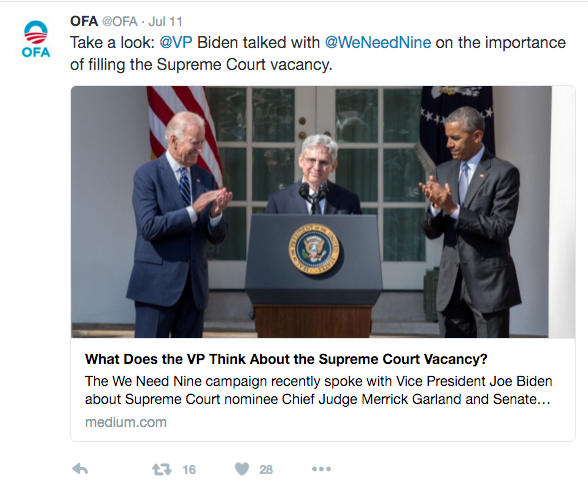 OFA @OFA · Jul 11
OFA
Take a look: @VP Biden talked with @WeNeedNine on the importance
of filling the Supreme Court vacancy.
What Does the VP Think About the Supreme Court Vacancy?
The We Need Nine campaign recently spoke with Vice President Joe Biden
about Supreme Court nominee Chief Judge Merrick Garland and Senate…
medium.com
16
28